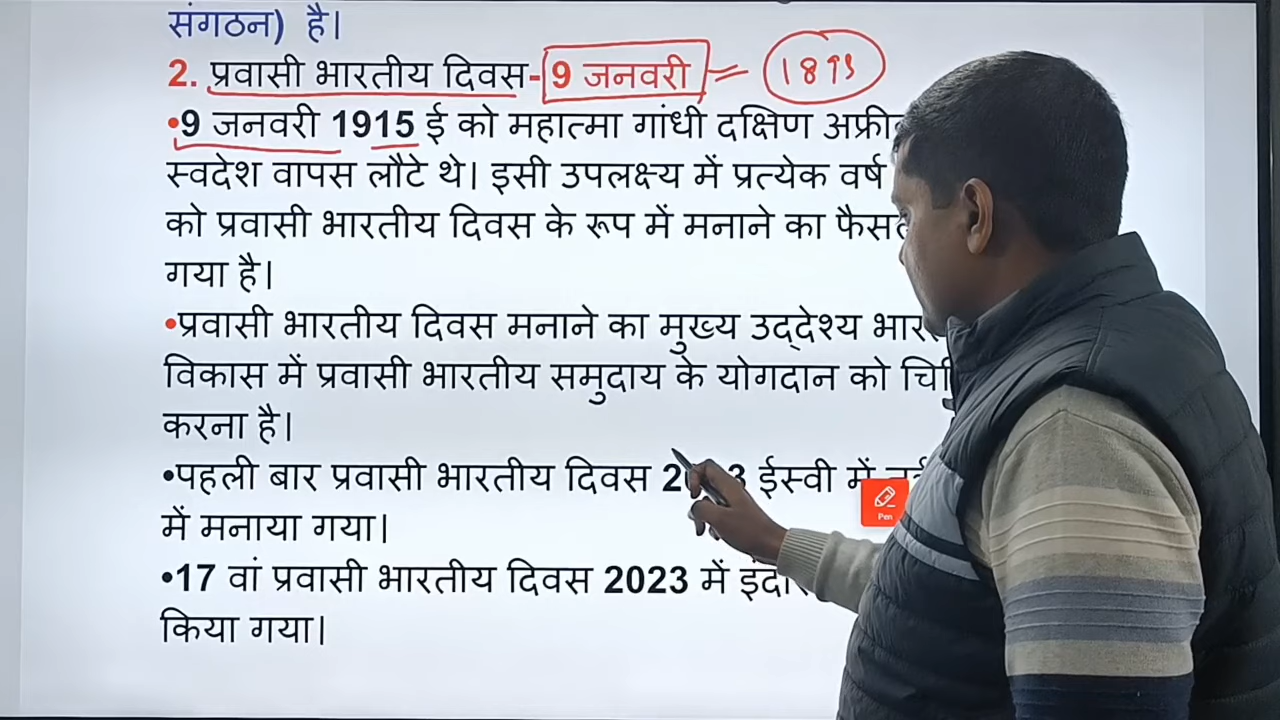 संगठन) है।
2. प्रवासी भारतीय दिवस- 9 जनवरी = 1893
•9 जनवरी 1915 ई को महात्मा गांधी दक्षिण
स्वदेश वापस लौटे थे। इसी उपलक्ष्य में प्रत्येक वर्ष
को प्रवासी भारतीय दिवस के रूप में मनाने का
गया है।
•प्रवासी भारतीय दिवस मनाने का मुख्य उद्देश्य
विकास में प्रवासी भारतीय समुदाय के योगदान को
करना है।
•पहली बार प्रवासी भारतीय दिवस ईस्वी में
में मनाया गया।
•17 वां प्रवासी भारतीय दिवस 2023 में
किया गया।
Pen